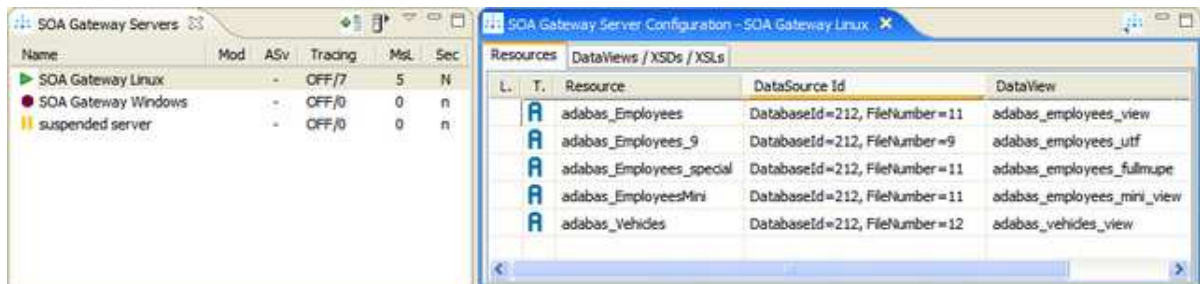 SOA Gateway Servers
Name Mod ASv Tracing MsL Sec
SOA Gateway Linux - OFF/7 5 N
SOA Gateway Windows - OFF/0 0 n
suspended server - OFF/0 0 n
SOA Gateway Server Configuration - SOA Gateway Linux
Resources DataViews / XSDs / XSLs
L. T. Resource DataSource Id DataView
A adabas_Employees DatabaseId=212, FileNumber=11 adabas_employees_view
A adabas_Employees_9 DatabaseId=212, FileNumber=9 adabas_employees_utf
A adabas_Employees_special DatabaseId=212, FileNumber=11 adabas_employees_fullmupe
A adabas_EmployeesMini DatabaseId=212, FileNumber=11 adabas_employees_mini_view
A adabas_Vehicles DatabaseId=212, FileNumber=12 adabas_vehicles_view